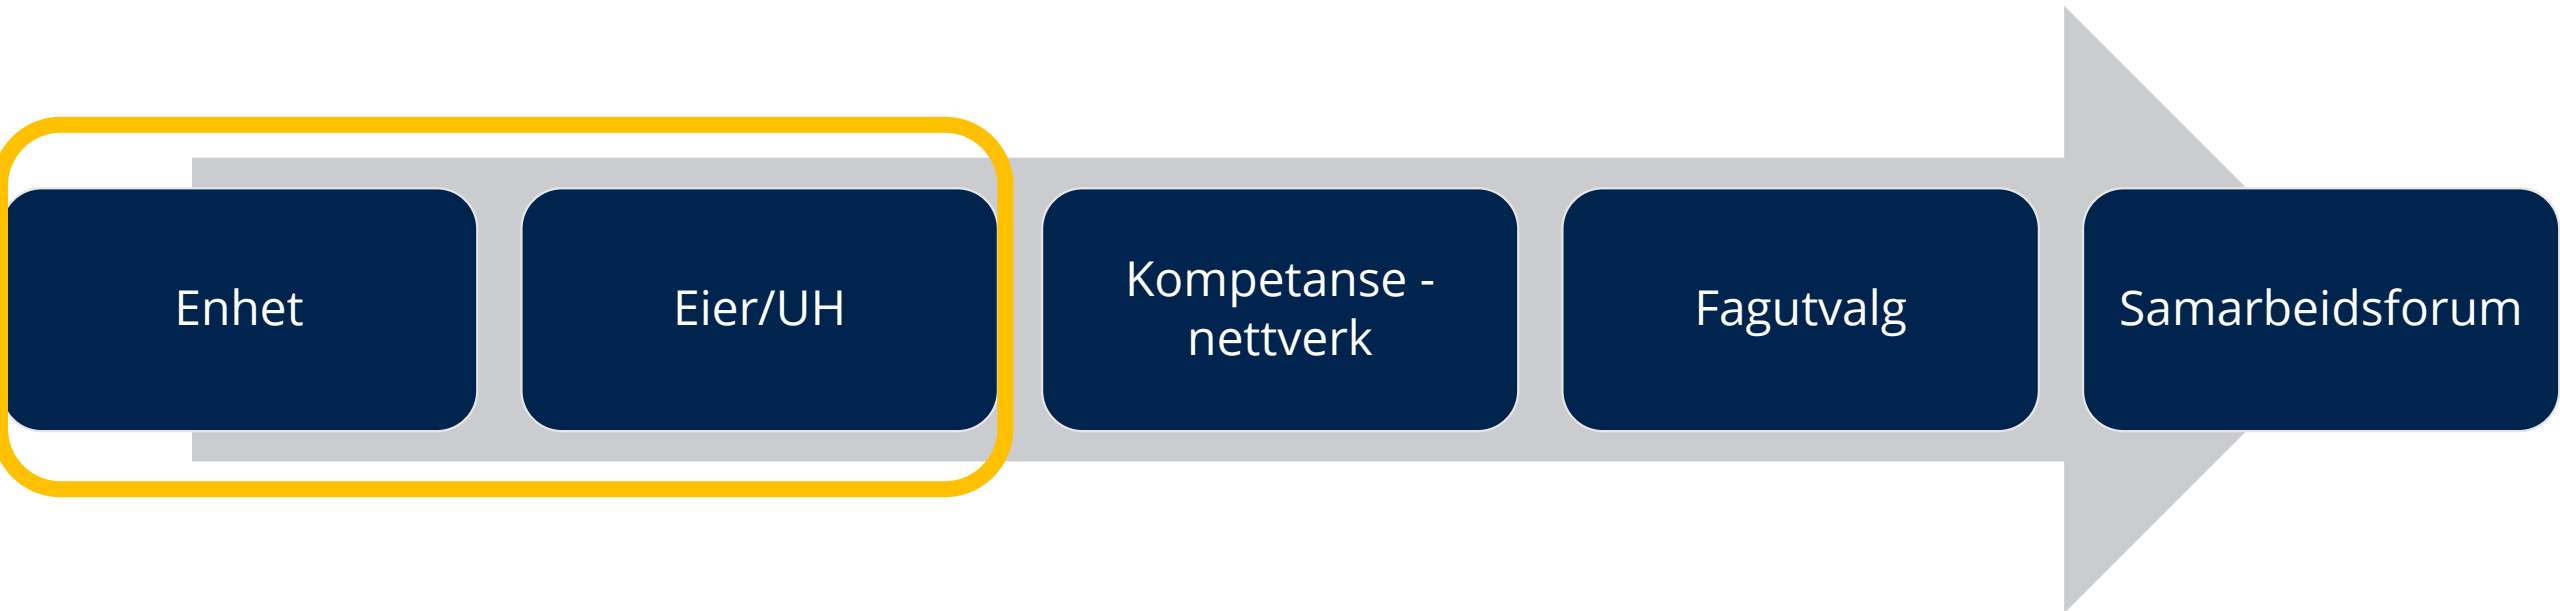 Enhet
Eier/UH
Kompetanse -
nettverk
Fagutvalg
Samarbeidsforum